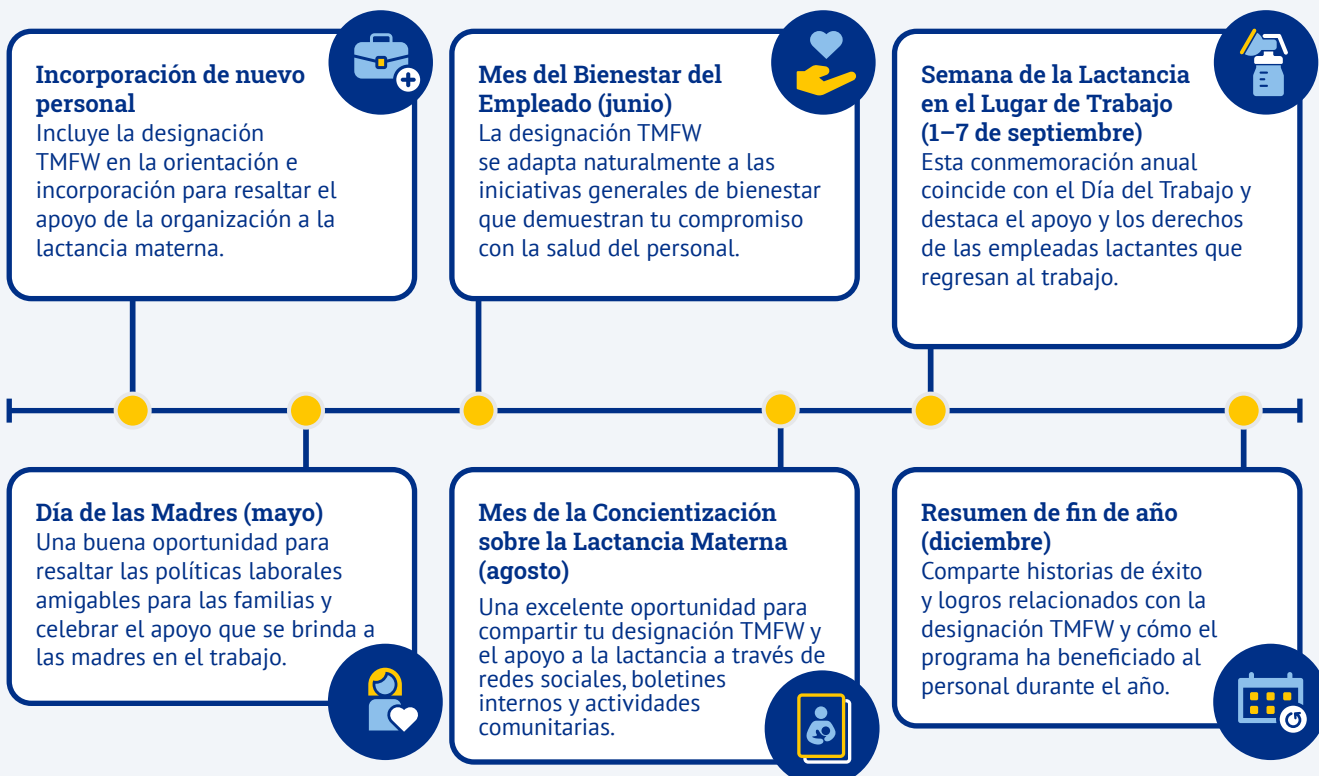 Incorporación de nuevo
personal
Incluye la designación
TMFW en la orientación e
incorporación para resaltar el
apoyo de la organización a la
lactancia materna.
Mes del Bienestar del
Empleado (junio)
La designación TMFW
se adapta naturalmente a las
iniciativas generales de bienestar
que demuestran tu compromiso
con la salud del personal.
Semana de la Lactancia
en el Lugar de Trabajo
(1–7 de septiembre)
Esta conmemoración anual
coincide con el Día del Trabajo y
destaca el apoyo y los derechos
de las empleadas lactantes que
regresan al trabajo.
Día de las Madres (mayo)
Una buena oportunidad para
resaltar las políticas laborales
amigables para las familias y
celebrar el apoyo que se brinda a
las madres en el trabajo.
Mes de la Concientización
sobre la Lactancia Materna
(agosto)
Una excelente oportunidad para
compartir tu designación TMFW y
el apoyo a la lactancia a través de
redes sociales, boletines
internos y actividades
comunitarias.
Resumen de fin de año
(diciembre)
Comparte historias de éxito
y logros relacionados con la
designación TMFW y cómo el
programa ha beneficiado al
personal durante el año.